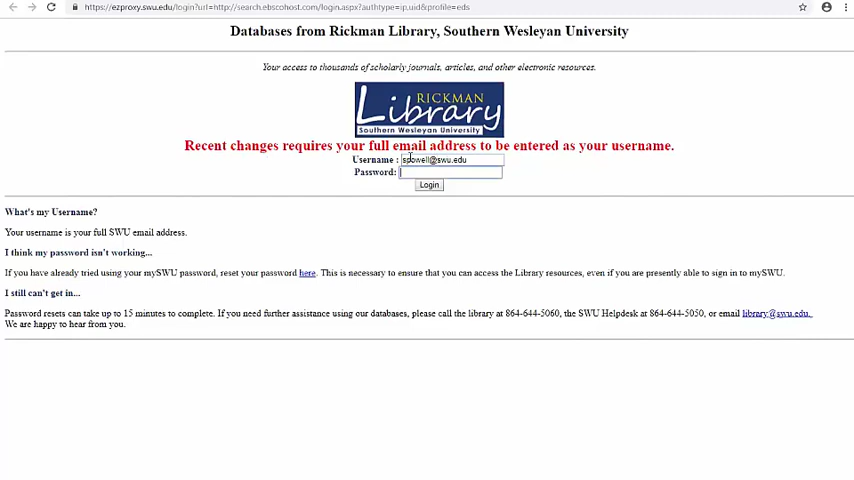 https://ezproxy.swu.edu/login?url=http://search.ebscohost.com/login.aspx?authtype=ip,uid&profile=eds
Databases from Rickman Library, Southern Wesleyan University
Your access to thousands of scholarly journals, articles, and other electronic resources.
RICKMAN
Library
Southern Wesleyan University
Recent changes requires your full email address to be entered as your username.
Username : spowell@swu.edu
Password:
Login
What's my Username?
Your username is your full SWU email address.
I think my password isn't working...
If you have already tried using your mySWU password, reset your password here. This is necessary to ensure that you can access the Library resources, even if you are presently able to sign in to mySWU.
I still can't get in...
Password resets can take up to 15 minutes to complete. If you need further assistance using our databases, please call the library at 864-644-5060, the SWU Helpdesk at 864-644-5050, or email library@swu.edu.
We are happy to hear from you.